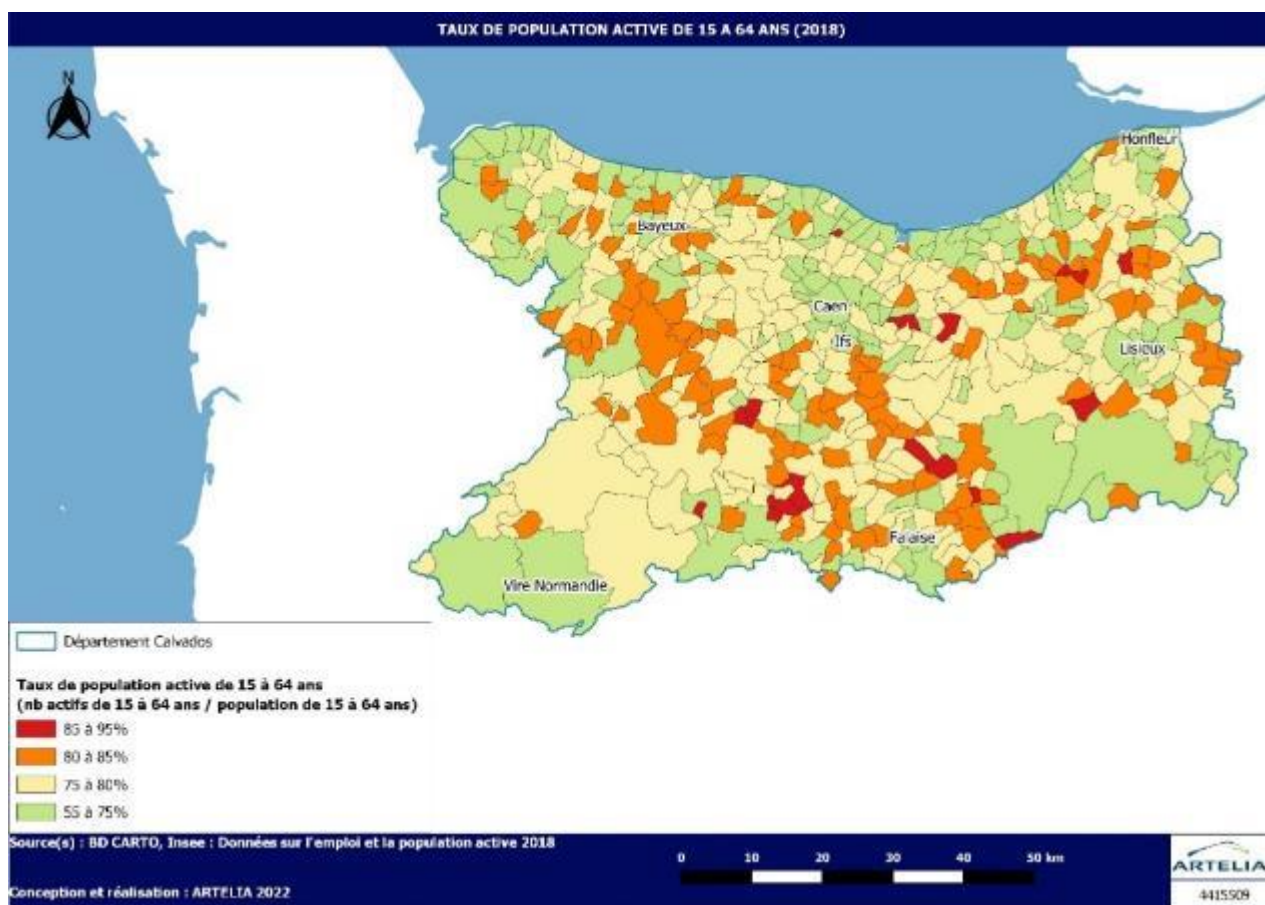 TAUX DE POPULATION ACTIVE DE 15 A 64 ANS (2018)
N
Honfleur
Bayeux
Caen
Ifs
Lisieux
Falaise
Vire Normandie
Département Calvados
Taux de population active de 15 à 64 ans
(nb actifs de 15 à 64 ans / population de 15 à 64 ans)
85 à 95%
80 à 85%
75 à 80%
55 à 75%
Source(s) : BD CARTO, Insee : Données sur l'emploi et la population active 2018
0 10 20 30 40 50 km
Conception et réalisation : ARTELIA 2022
ARTELIA
4415509